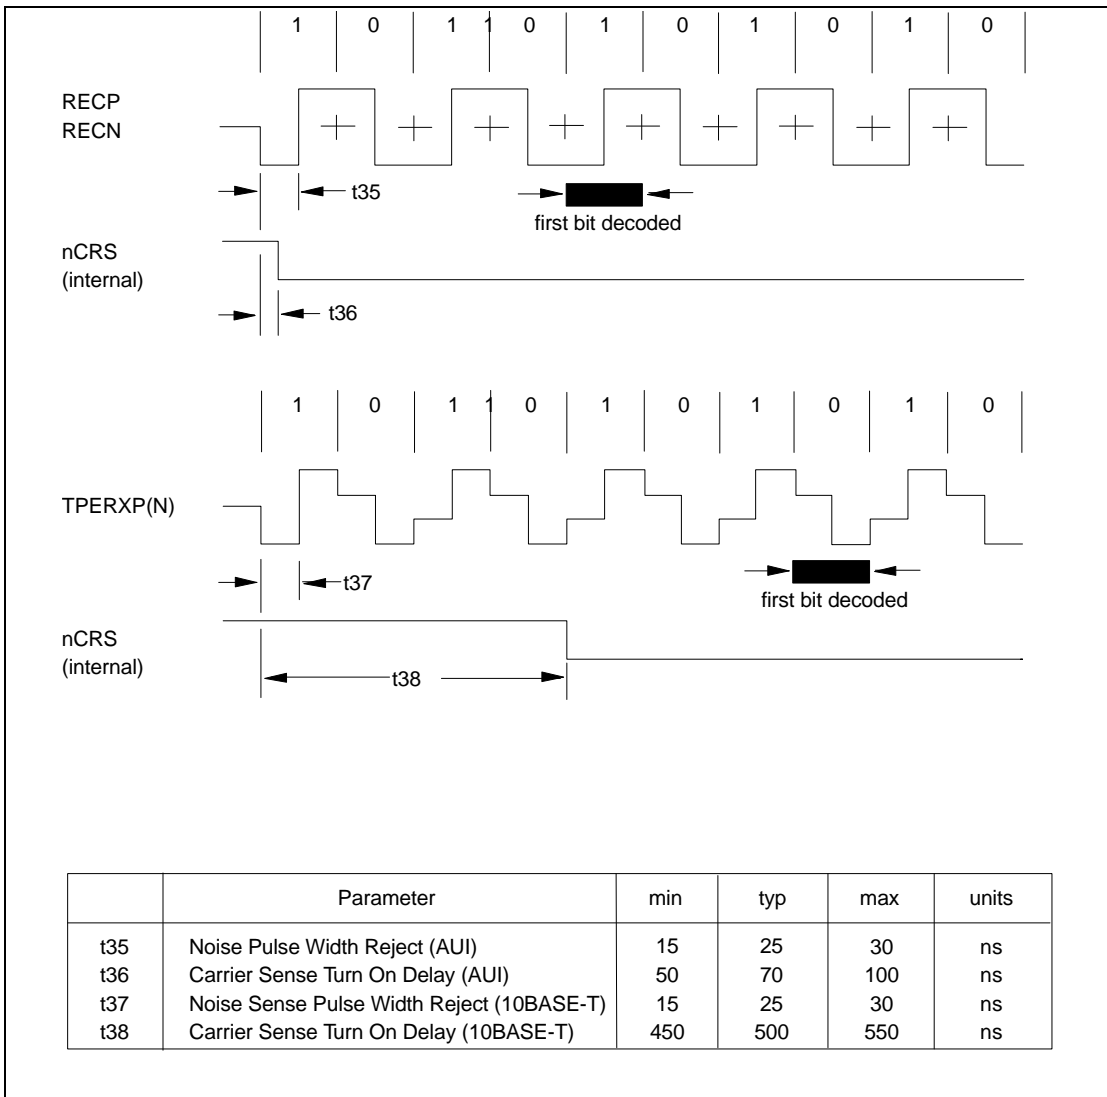 1 0 1 1 0 1 0 1 0 1 0
RECP
RECN
t35
first bit decoded
nCRS
(internal)
t36
1 0 1 1 0 1 0 1 0 1 0
TPERXP(N)
t37
first bit decoded
nCRS
(internal)
t38
Parameter min typ max units
t35 Noise Pulse Width Reject (AUI) 15 25 30 ns
t36 Carrier Sense Turn On Delay (AUI) 50 70 100 ns
t37 Noise Sense Pulse Width Reject (10BASE-T) 15 25 30 ns
t38 Carrier Sense Turn On Delay (10BASE-T) 450 500 550 ns